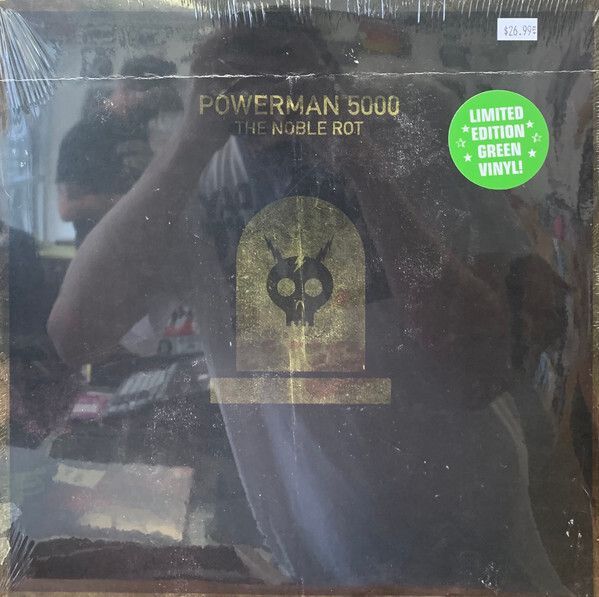 $26.99
POWERMAN 5000
THE NOBLE ROT
LIMITED
EDITION
GREEN
VINYL!